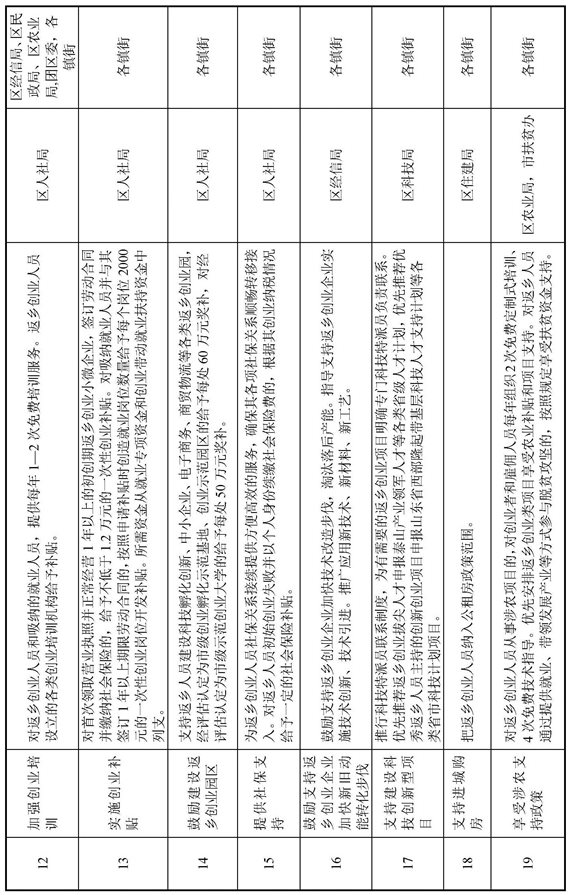 12
加强创业培
训
对返乡创业人员和吸纳的就业人员，提供每年 1—2 次免费培训服务。返乡创业人员
设立的各类创业培训机构给予补贴。
区人社局
区经信局、区民
政局、区农业
局,团区委，各
镇街
13
实施创业补
贴
对首次领取营业执照并正常经营 1 年以上的初创期返乡创业小微企业，签订劳动合同
并缴纳社会保险的，给予不低于 1.2 万元的一次性创业补贴。对吸纳就业人员并与其
签订 1 年以上期限劳动合同的,按照申请补贴时创造就业岗位数量给予每个岗位 2000
元的一次性创业岗位开发补贴。所需资金从就业专项资金和创业带动就业扶持资金中
列支。
区人社局
各镇街
14
鼓励建设返
乡创业园区
支持返乡人员建设科技孵化创新、中小企业、电子商务、商贸物流等各类返乡创业园，
经评估认定为市级创业孵化示范基地、创业示范园区的给予每处 60 万元奖补，对经
评估认定为市级示范创业大学的给予每处 50 万元奖补。
区人社局
各镇街
15
提供社保支
持
为返乡创业人员社保关系接续提供方便高效的服务，确保其各项社保关系顺畅转移接
入。对返乡人员初始创业失败并以个人身份续缴社会保险费的，根据其创业纳税情况
给予一定的社会保险补贴。
区人社局
各镇街
16
鼓励支持返
乡创业企业
加快新旧动
能转化步伐
鼓励支持返乡创业企业加快技术改造步伐，淘汰落后产能。指导支持返乡创业企业实
施技术创新、技术引进。推广应用新技术、新材料、新工艺。
区经信局
各镇街
17
支持建设科
技创新型项
目
推行科技特派员联系制度，为有需要的返乡创业项目明确专门科技特派员负责联系。
优先推荐返乡创业拔尖人才申报泰山产业领军人才等各类省级人才计划，优先推荐优
秀返乡人员主持的创新创业项目申报山东省西部隆起带基层科技人才支持计划等各
类省市科技计划项目。
区科技局
各镇街
18
支持进城购
房
把返乡创业人员纳入公租房政策范围。
区住建局
各镇街
19
享受涉农支
持政策
对返乡创业人员从事涉农项目的,对创业者和雇佣人员每年组织 2 次免费定制式培训、
4 次免费技术指导。优先安排返乡创业类项目享受农业补贴和项目支持。对返乡人员
通过提供就业、带领发展产业等方式参与脱贫攻坚的，按照规定享受扶贫资金支持。
区农业局，市扶贫办
各镇街